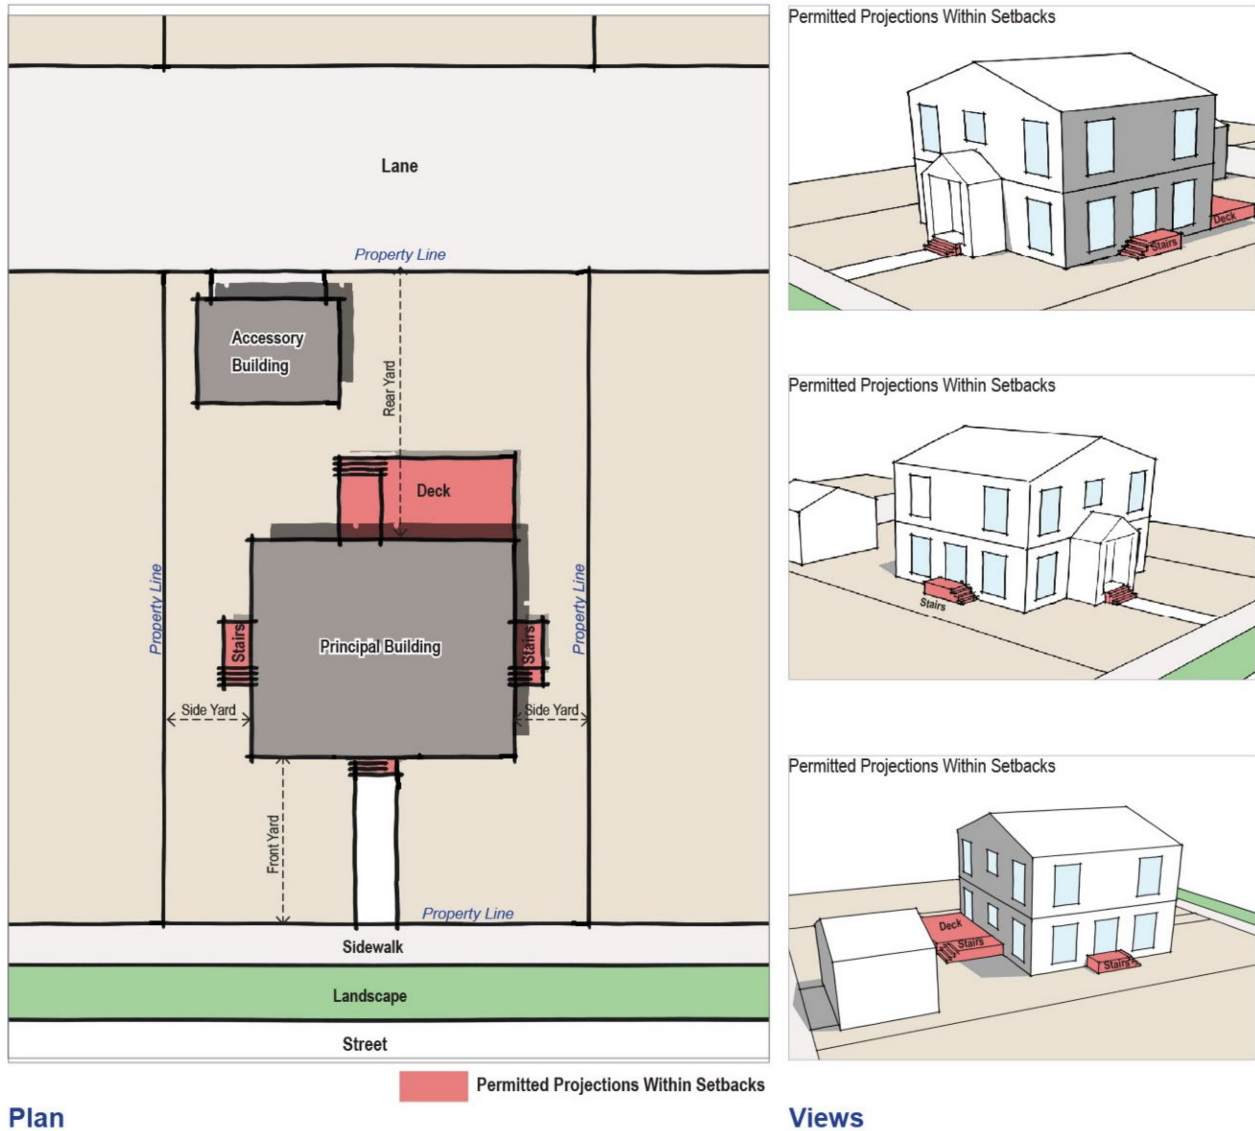 Lane
Property Line
Accessory
Building
Rear Yard
Deck
Property Line
Property Line
Stairs
Principal Building
Stairs
Side Yard
Side Yard
Front Yard
Property Line
Sidewalk
Landscape
Street
Permitted Projections Within Setbacks
Plan
Permitted Projections Within Setbacks
Deck
Stairs
Permitted Projections Within Setbacks
Stairs
Permitted Projections Within Setbacks
Deck
Stairs
Stairs
Views